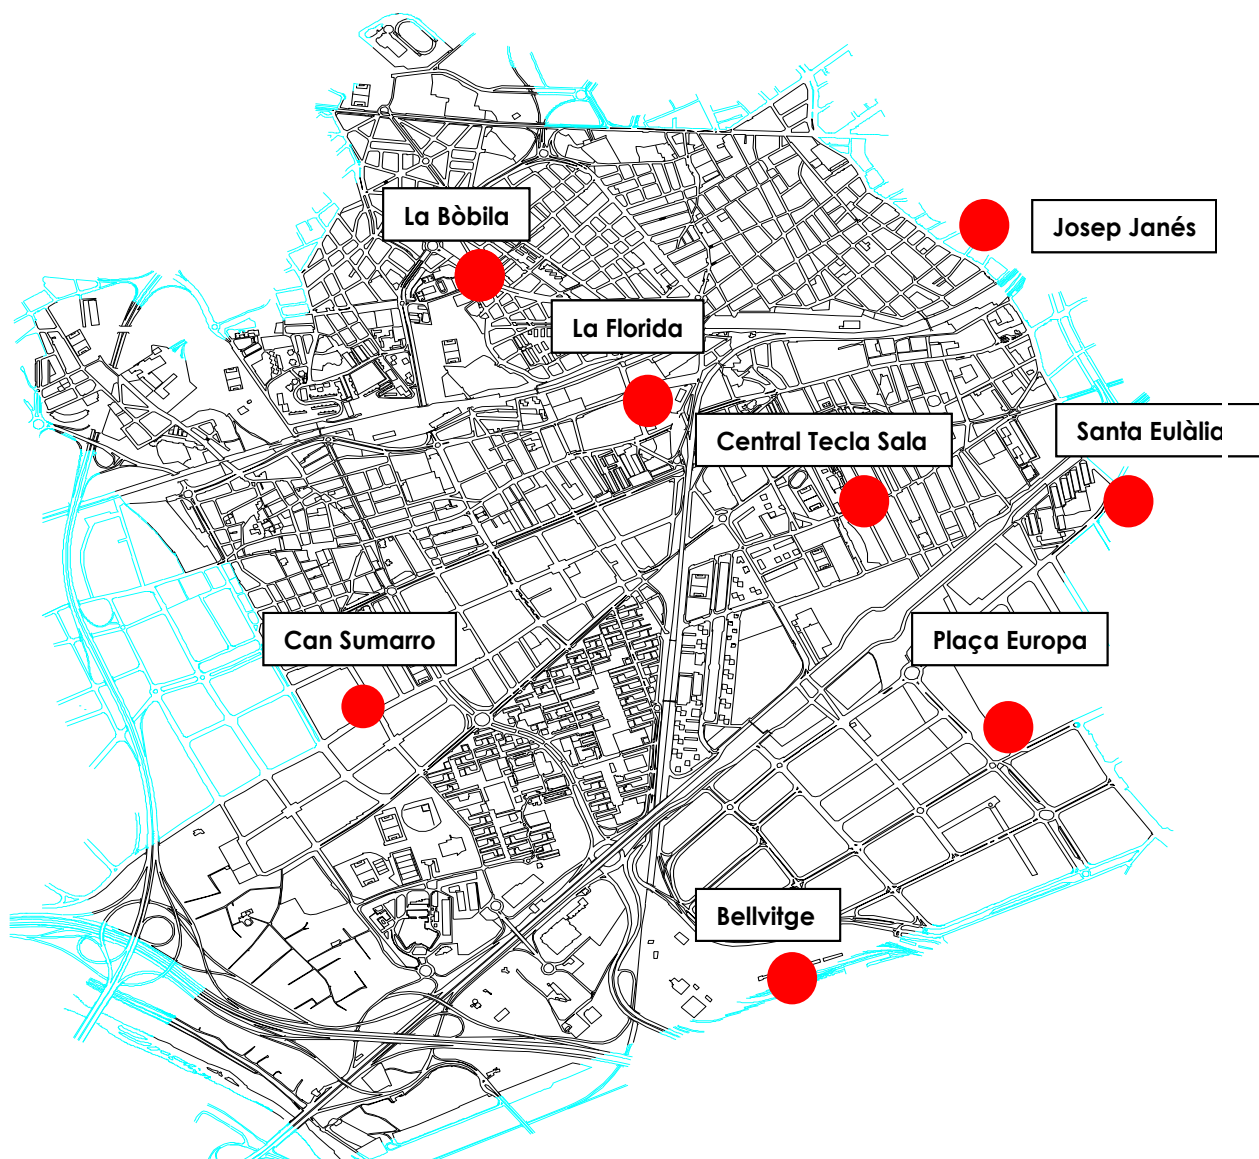 La Bòbila
Josep Janés
La Florida
Central Tecla Sala
Santa Eulàlia
Can Sumarro
Plaça Europa
Bellvitge